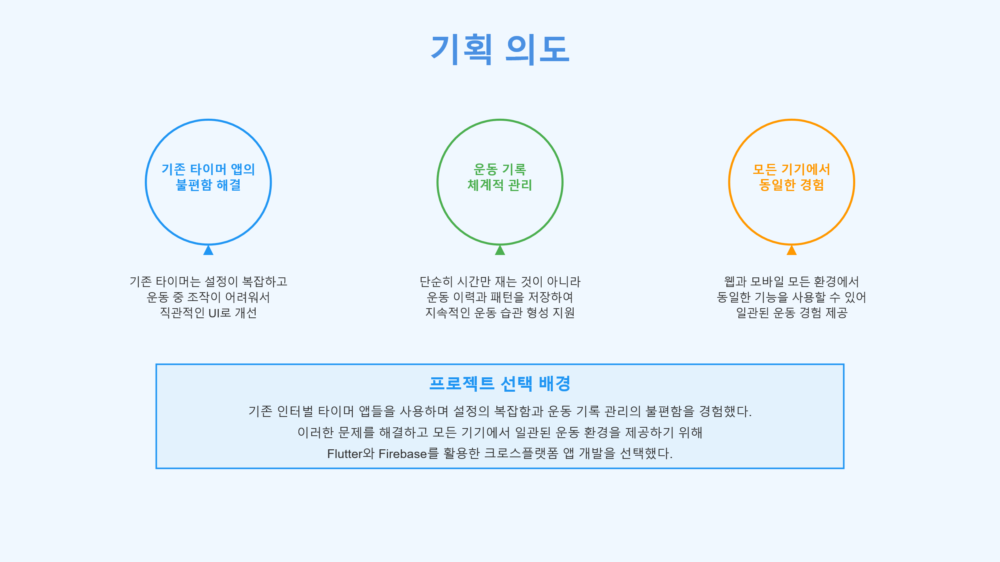 기획 의도
기존 타이머 앱의
불편함 해결
운동 기록
체계적 관리
모든 기기에서
동일한 경험
기존 타이머는 설정이 복잡하고
운동 중 조작이 어려워서
직관적인 UI로 개선
단순히 시간만 재는 것이 아니라
운동 이력과 패턴을 저장하여
지속적인 운동 습관 형성 지원
웹과 모바일 모든 환경에서
동일한 기능을 사용할 수 있어
일관된 운동 경험 제공
프로젝트 선택 배경
기존 인터벌 타이머 앱들을 사용하며 설정의 복잡함과 운동 기록 관리의 불편함을 경험했다.
이러한 문제를 해결하고 모든 기기에서 일관된 운동 환경을 제공하기 위해
Flutter와 Firebase를 활용한 크로스플랫폼 앱 개발을 선택했다.